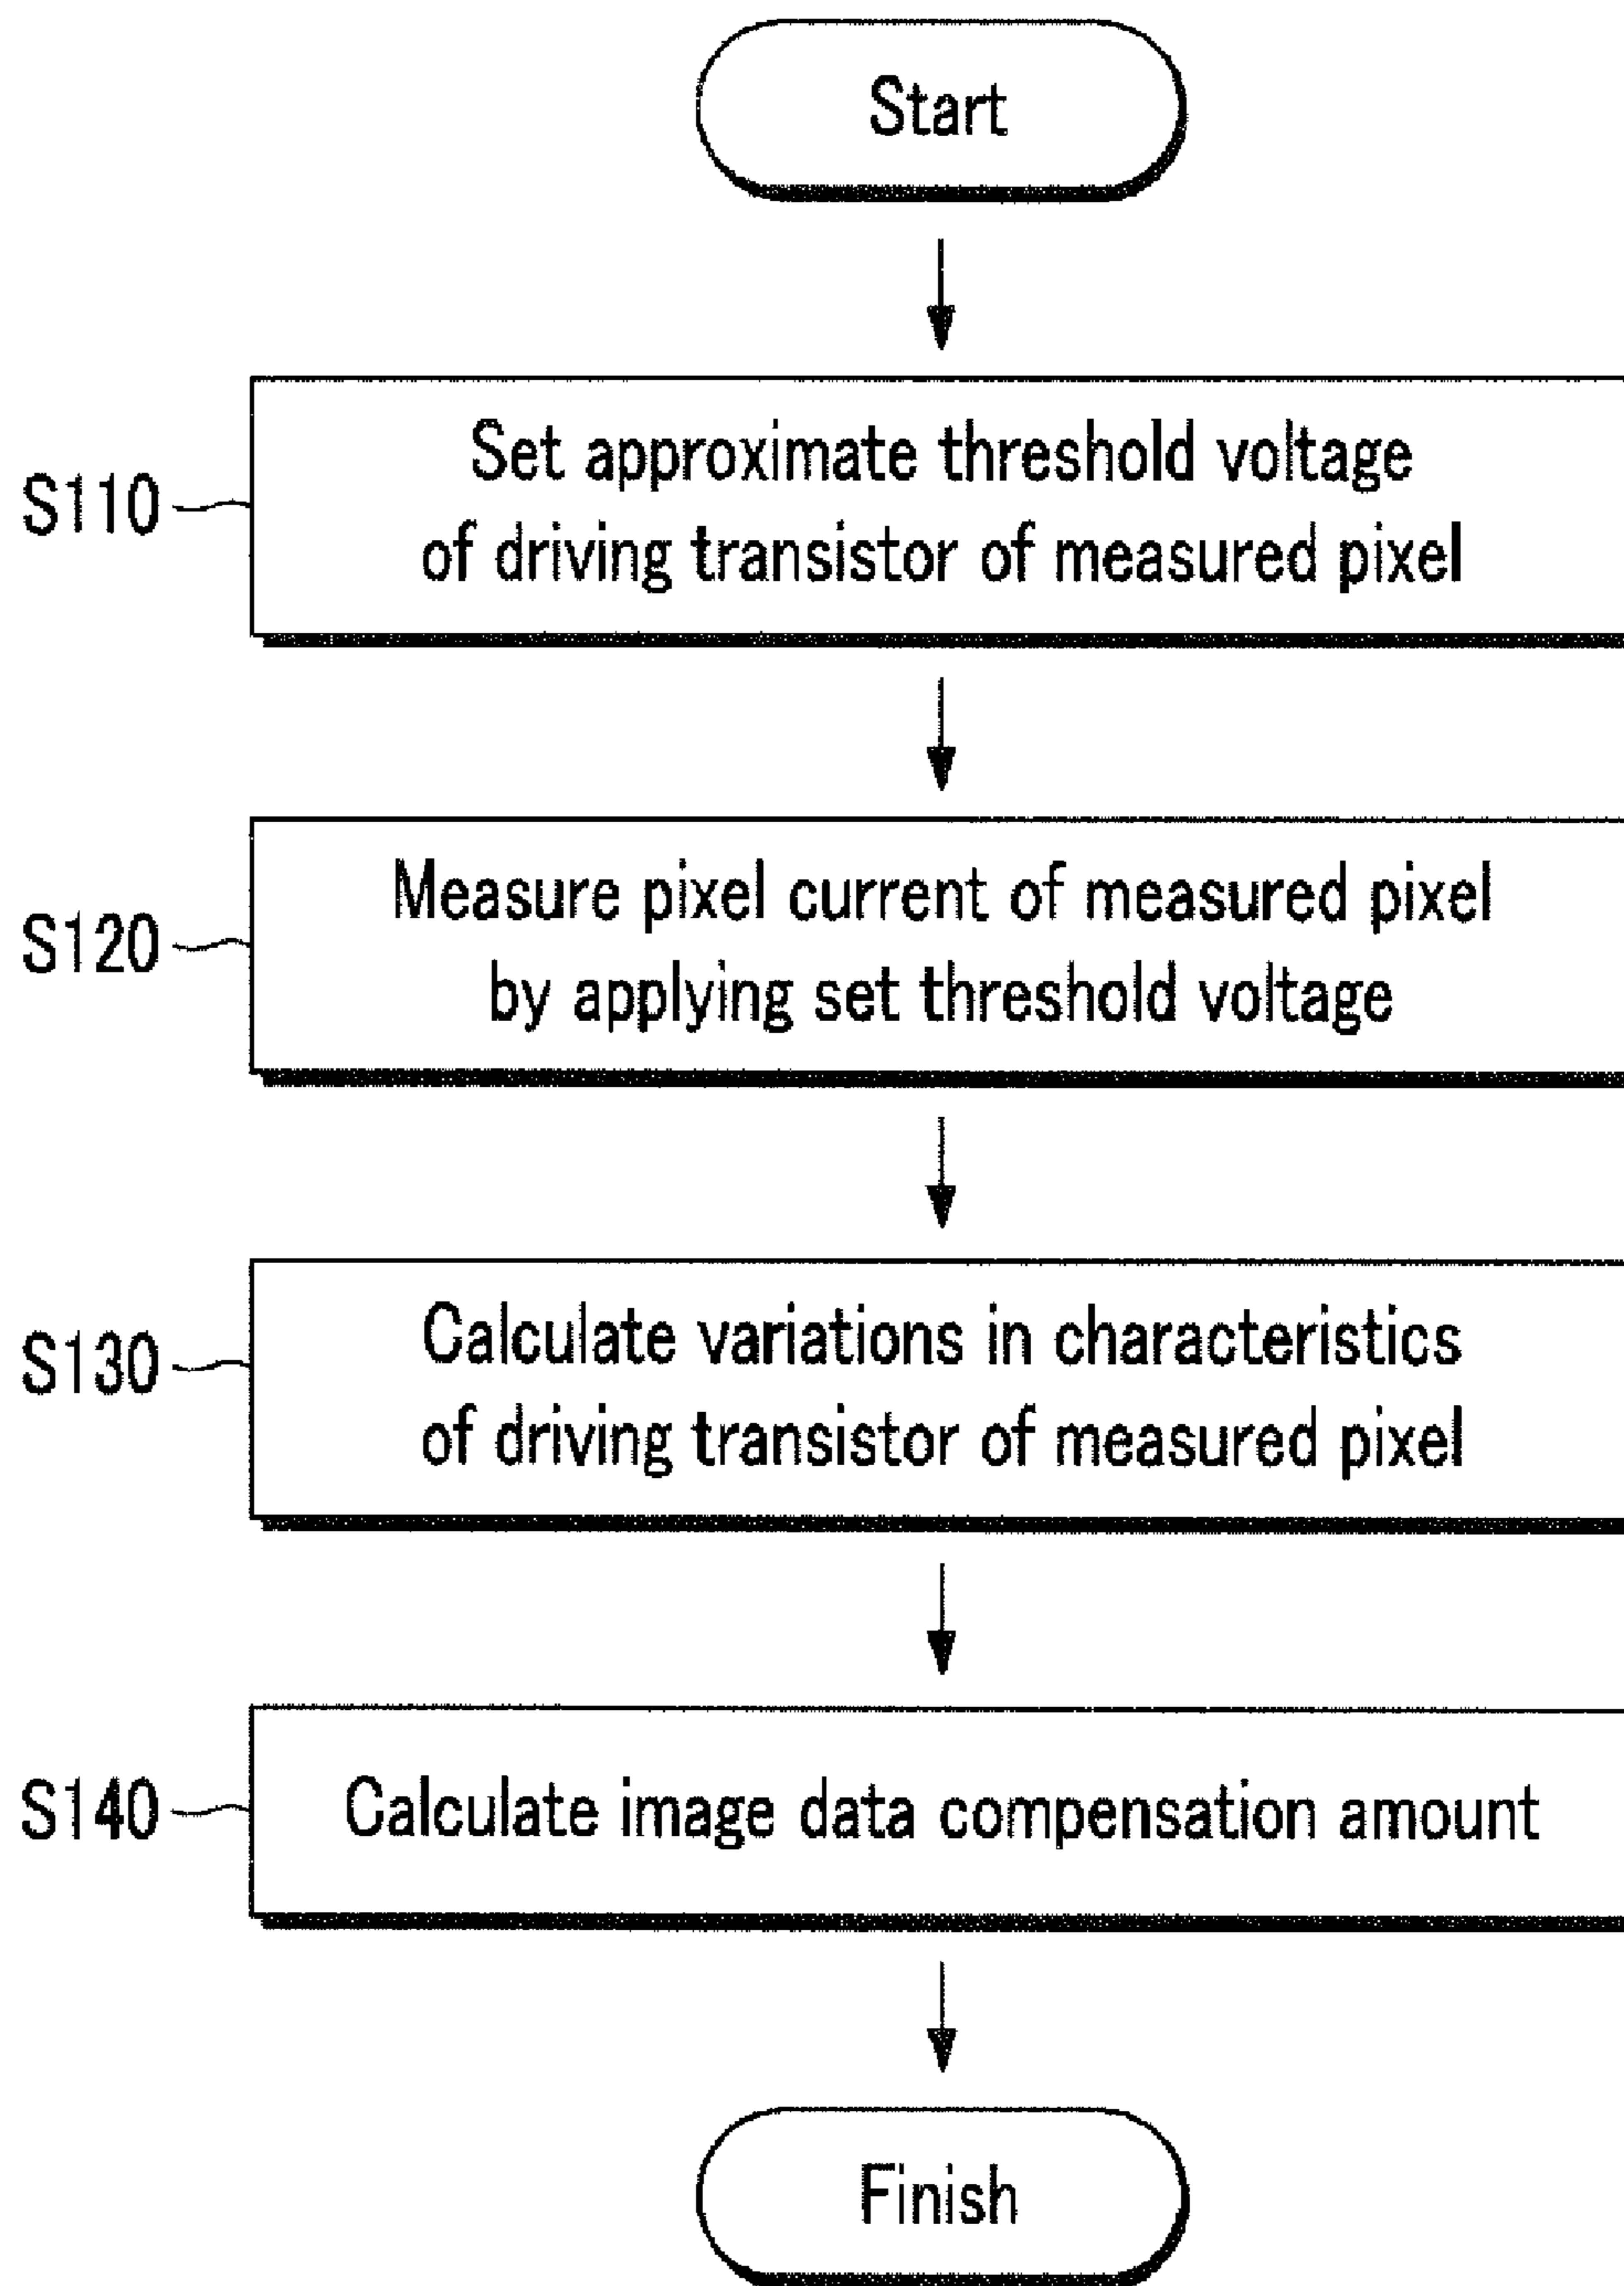 Start
S110
Set approximate threshold voltage
of driving transistor of measured pixel
S120
Measure pixel current of measured pixel
by applying set threshold voltage
S130
Calculate variations in characteristics
of driving transistor of measured pixel
S140
Calculate image data compensation amount
Finish